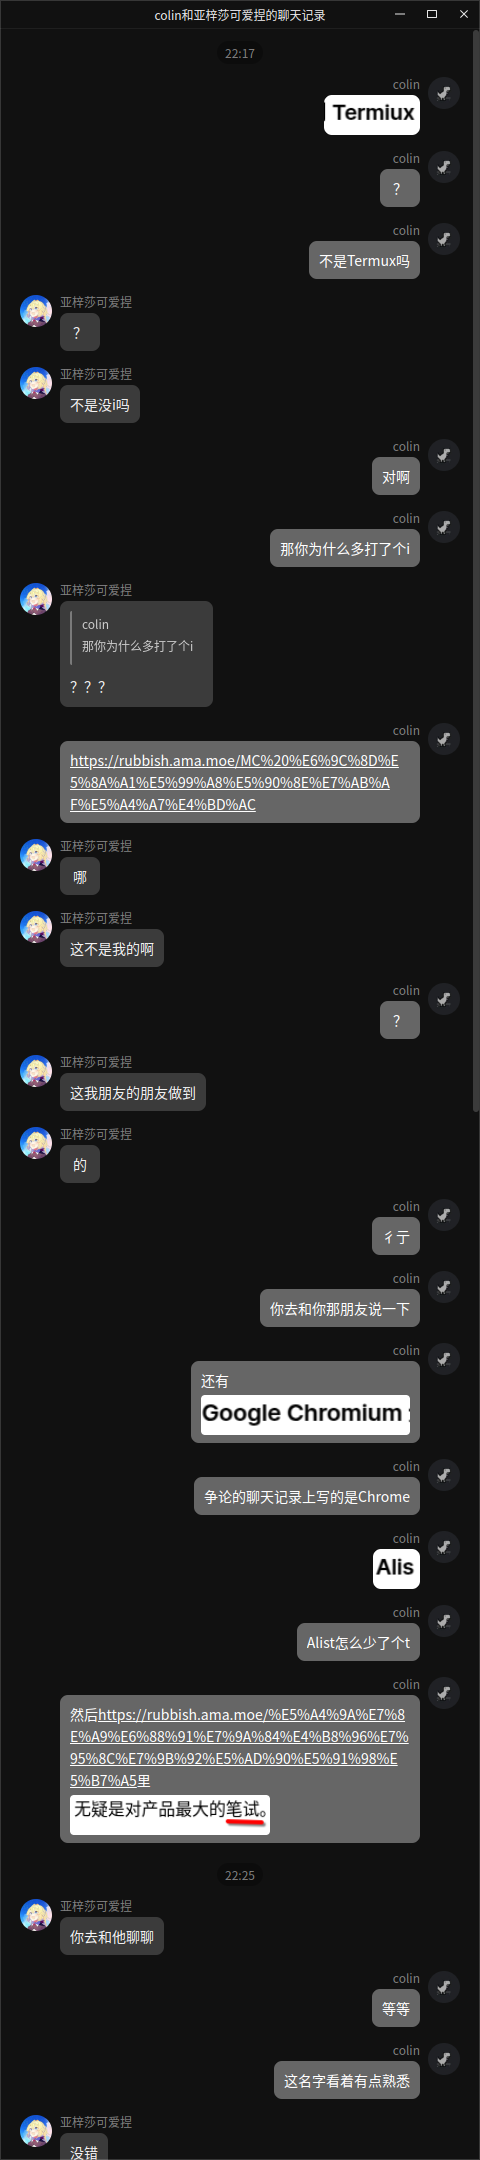 colin和亚梓莎可爱捏的聊天记录
22:17
colin
Termiux
colin
？
colin
不是Termux吗
亚梓莎可爱捏
？
亚梓莎可爱捏
不是没i吗
colin
对啊
colin
那你为什么多打了个i
亚梓莎可爱捏
colin
那你为什么多打了个i
？？？
colin
https://rubbish.ama.moe/MC%20%E6%9C%8D%E
5%8A%A1%E5%99%A8%E5%90%8E%E7%AB%A
F%E5%A4%A7%E4%BD%AC
亚梓莎可爱捏
哪
亚梓莎可爱捏
这不是我的啊
colin
？
亚梓莎可爱捏
这我朋友的朋友做到
亚梓莎可爱捏
的
colin
彳亍
colin
你去和你那朋友说一下
colin
还有
Google Chromium
colin
争论的聊天记录上写的是Chrome
colin
Alis
colin
Alist怎么少了个t
colin
然后https://rubbish.ama.moe/%E5%A4%9A%E7%8
E%A9%E6%88%91%E7%9A%84%E4%B8%96%E7%
95%8C%E7%9B%92%E5%AD%90%E5%91%98%E
5%B7%A5里
无疑是对产品最大的笔试。
22:25
亚梓莎可爱捏
你去和他聊聊
colin
等等
colin
这名字看着有点熟悉
亚梓莎可爱捏
没错